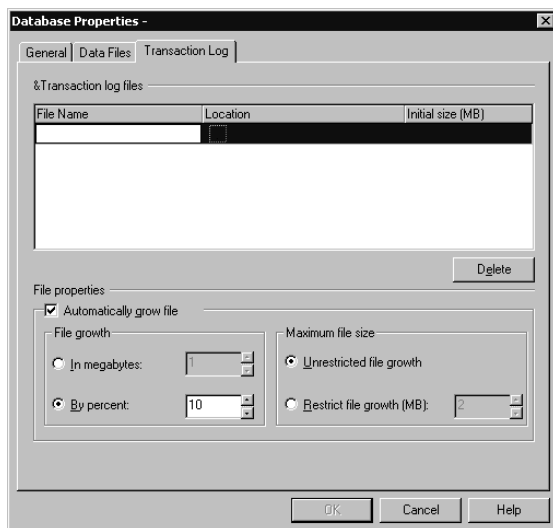 Database Properties -
General Data Files Transaction Log
&Transaction log files
File Name Location Initial size (MB)
Delete
File properties
Automatically grow file
File growth Maximum file size
In megabytes: 1 Unrestricted file growth
By percent: 10 Restrict file growth (MB): 2
OK Cancel Help